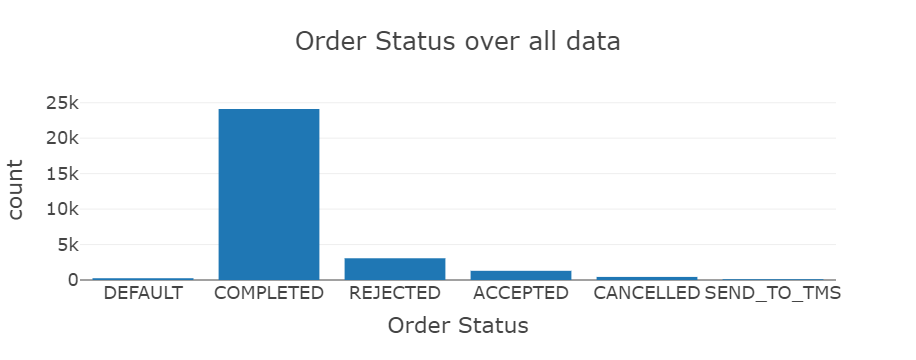 Order Status over all data
count
25k
20k
15k
10k
5k
0
DEFAULT COMPLETED REJECTED ACCEPTED CANCELLED SEND_TO_TMS
Order Status